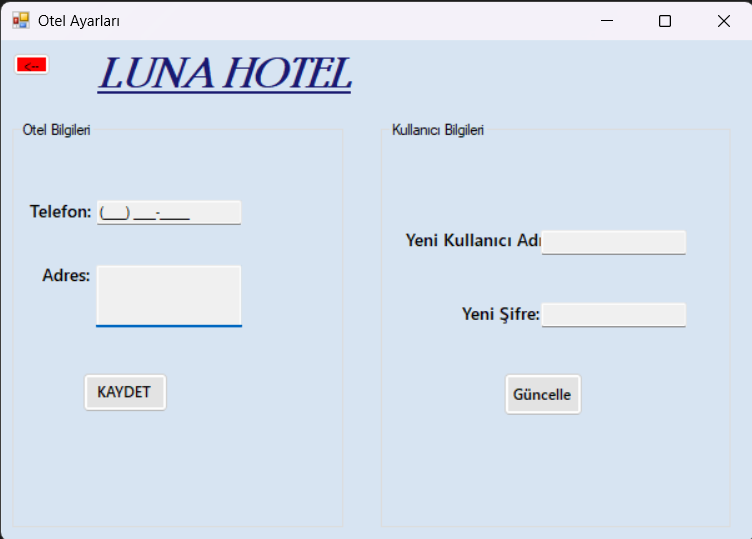 Otel Ayarları
<--
LUNA HOTEL
Otel Bilgileri
Telefon: (___) ___-____
Adres:
KAYDET
Kullanıcı Bilgileri
Yeni Kullanıcı Adı
Yeni Şifre:
Güncelle